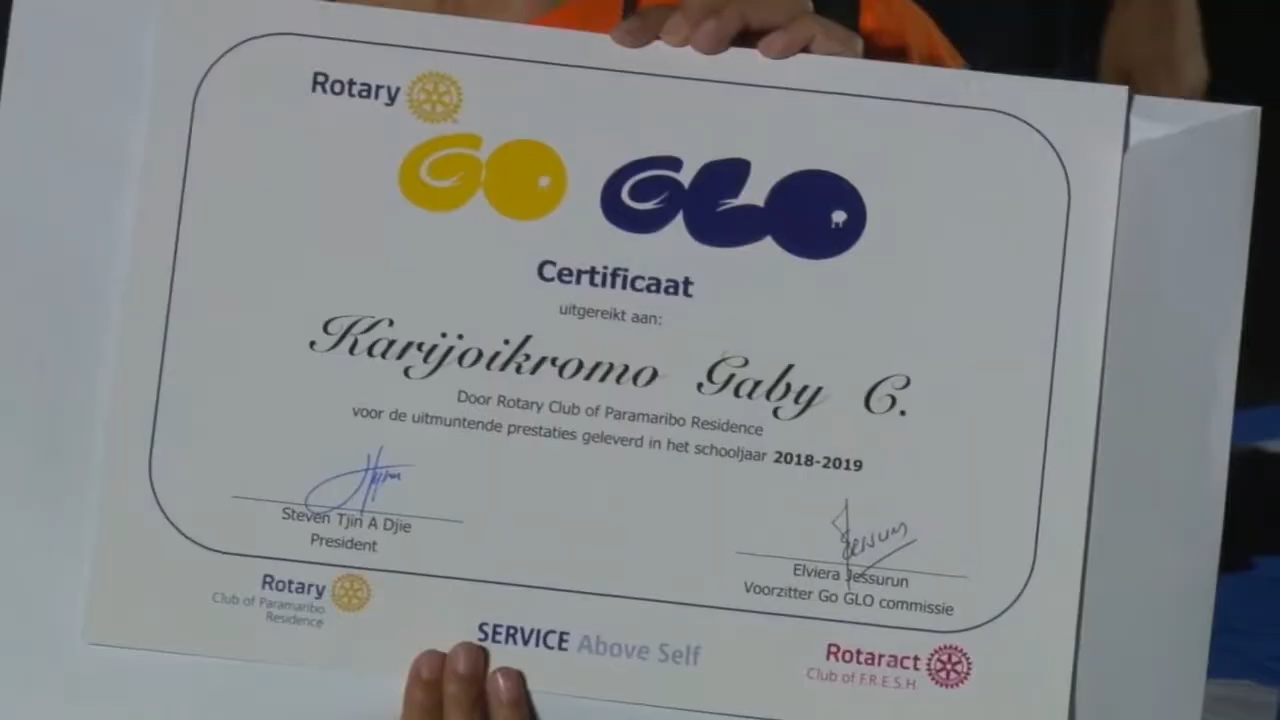 Rotary
GO GLO
Certificaat
uitgereikt aan:
Karijoikromo Gaby C.
Door Rotary Club of Paramaribo Residence
voor de uitmuntende prestaties geleverd in het schooljaar 2018-2019
Steven Tjin A Djie
President
Jessurun
Elviera Jessurun
Voorzitter Go GLO commissie
Rotary
Club of Paramaribo
Residence
SERVICE Above Self
Rotaract
Club of F.R.E.S.H